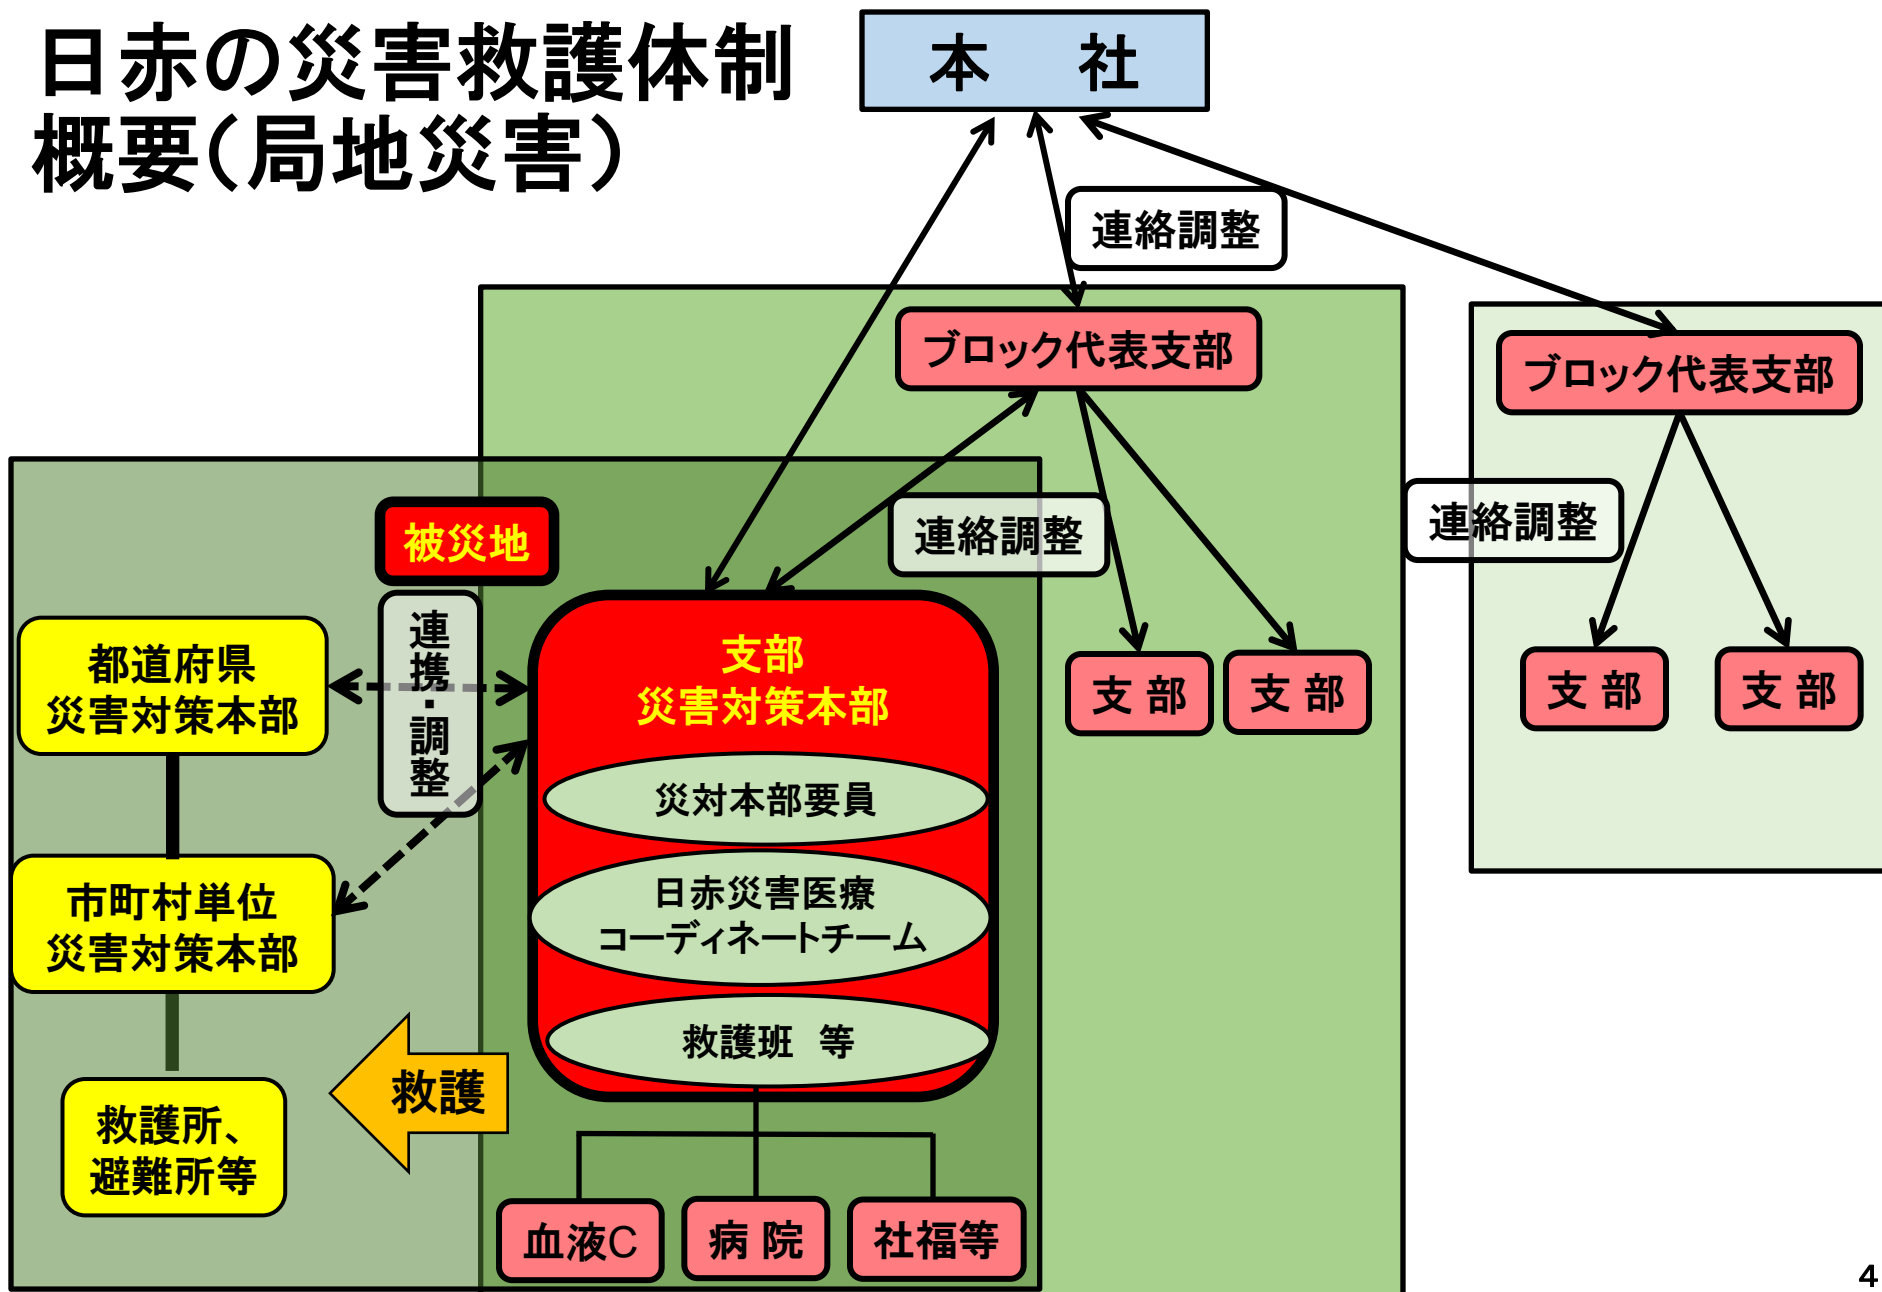 日赤の災害救護体制
概要（局地災害）
本　社
連絡調整
ブロック代表支部
ブロック代表支部
被災地
連絡調整
連絡調整
連携・調整
都道府県
災害対策本部
支部
災害対策本部
支 部
支 部
支 部
支 部
災対本部要員
市町村単位
災害対策本部
日赤災害医療
コーディネートチーム
救護班　等
救護
救護所、
避難所等
血液C
病 院
社福等
4